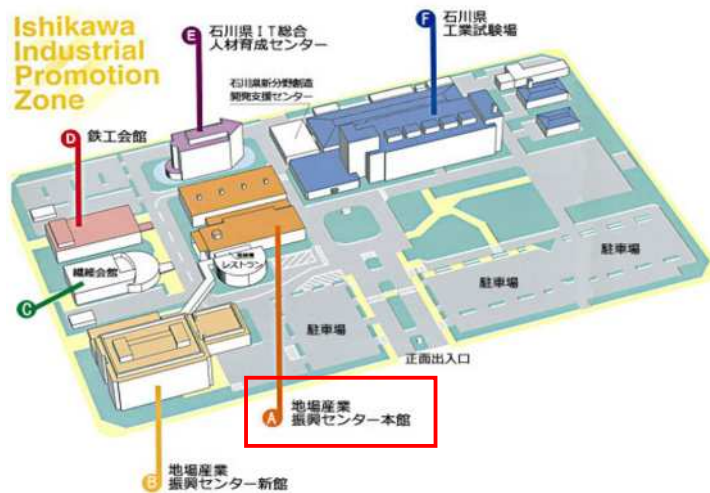 Ishikawa
Industrial
Promotion
Zone
E 石川県IT総合
人材育成センター
F 石川県
工業試験場
石川県新分野創造
開発支援センター
D 鉄工会館
繊維会館
C
レストラン
駐車場
駐車場
駐車場
正面出入口
A 地場産業
振興センター本館
B 地場産業
振興センター新館